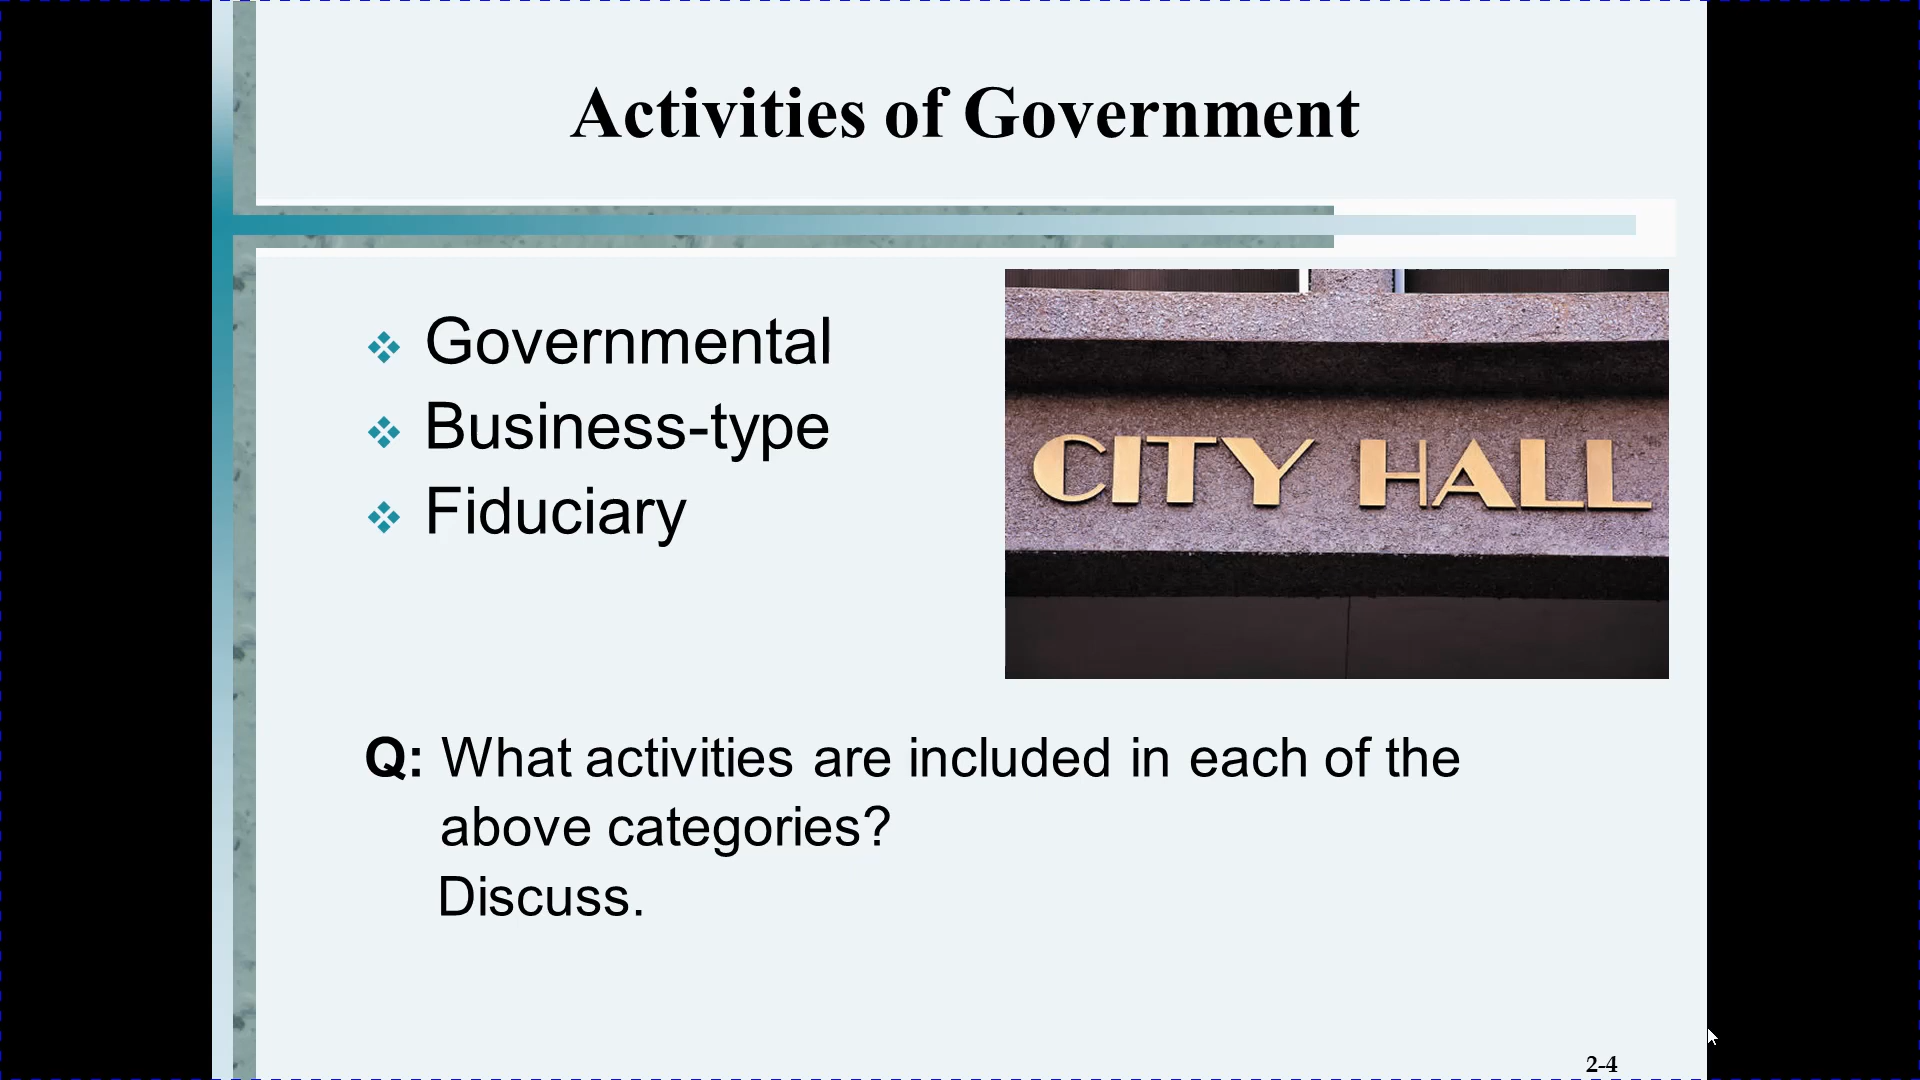 Activities of Government
Governmental
Business-type
Fiduciary
CITY HALL
Q: What activities are included in each of the
above categories?
Discuss.
2-4